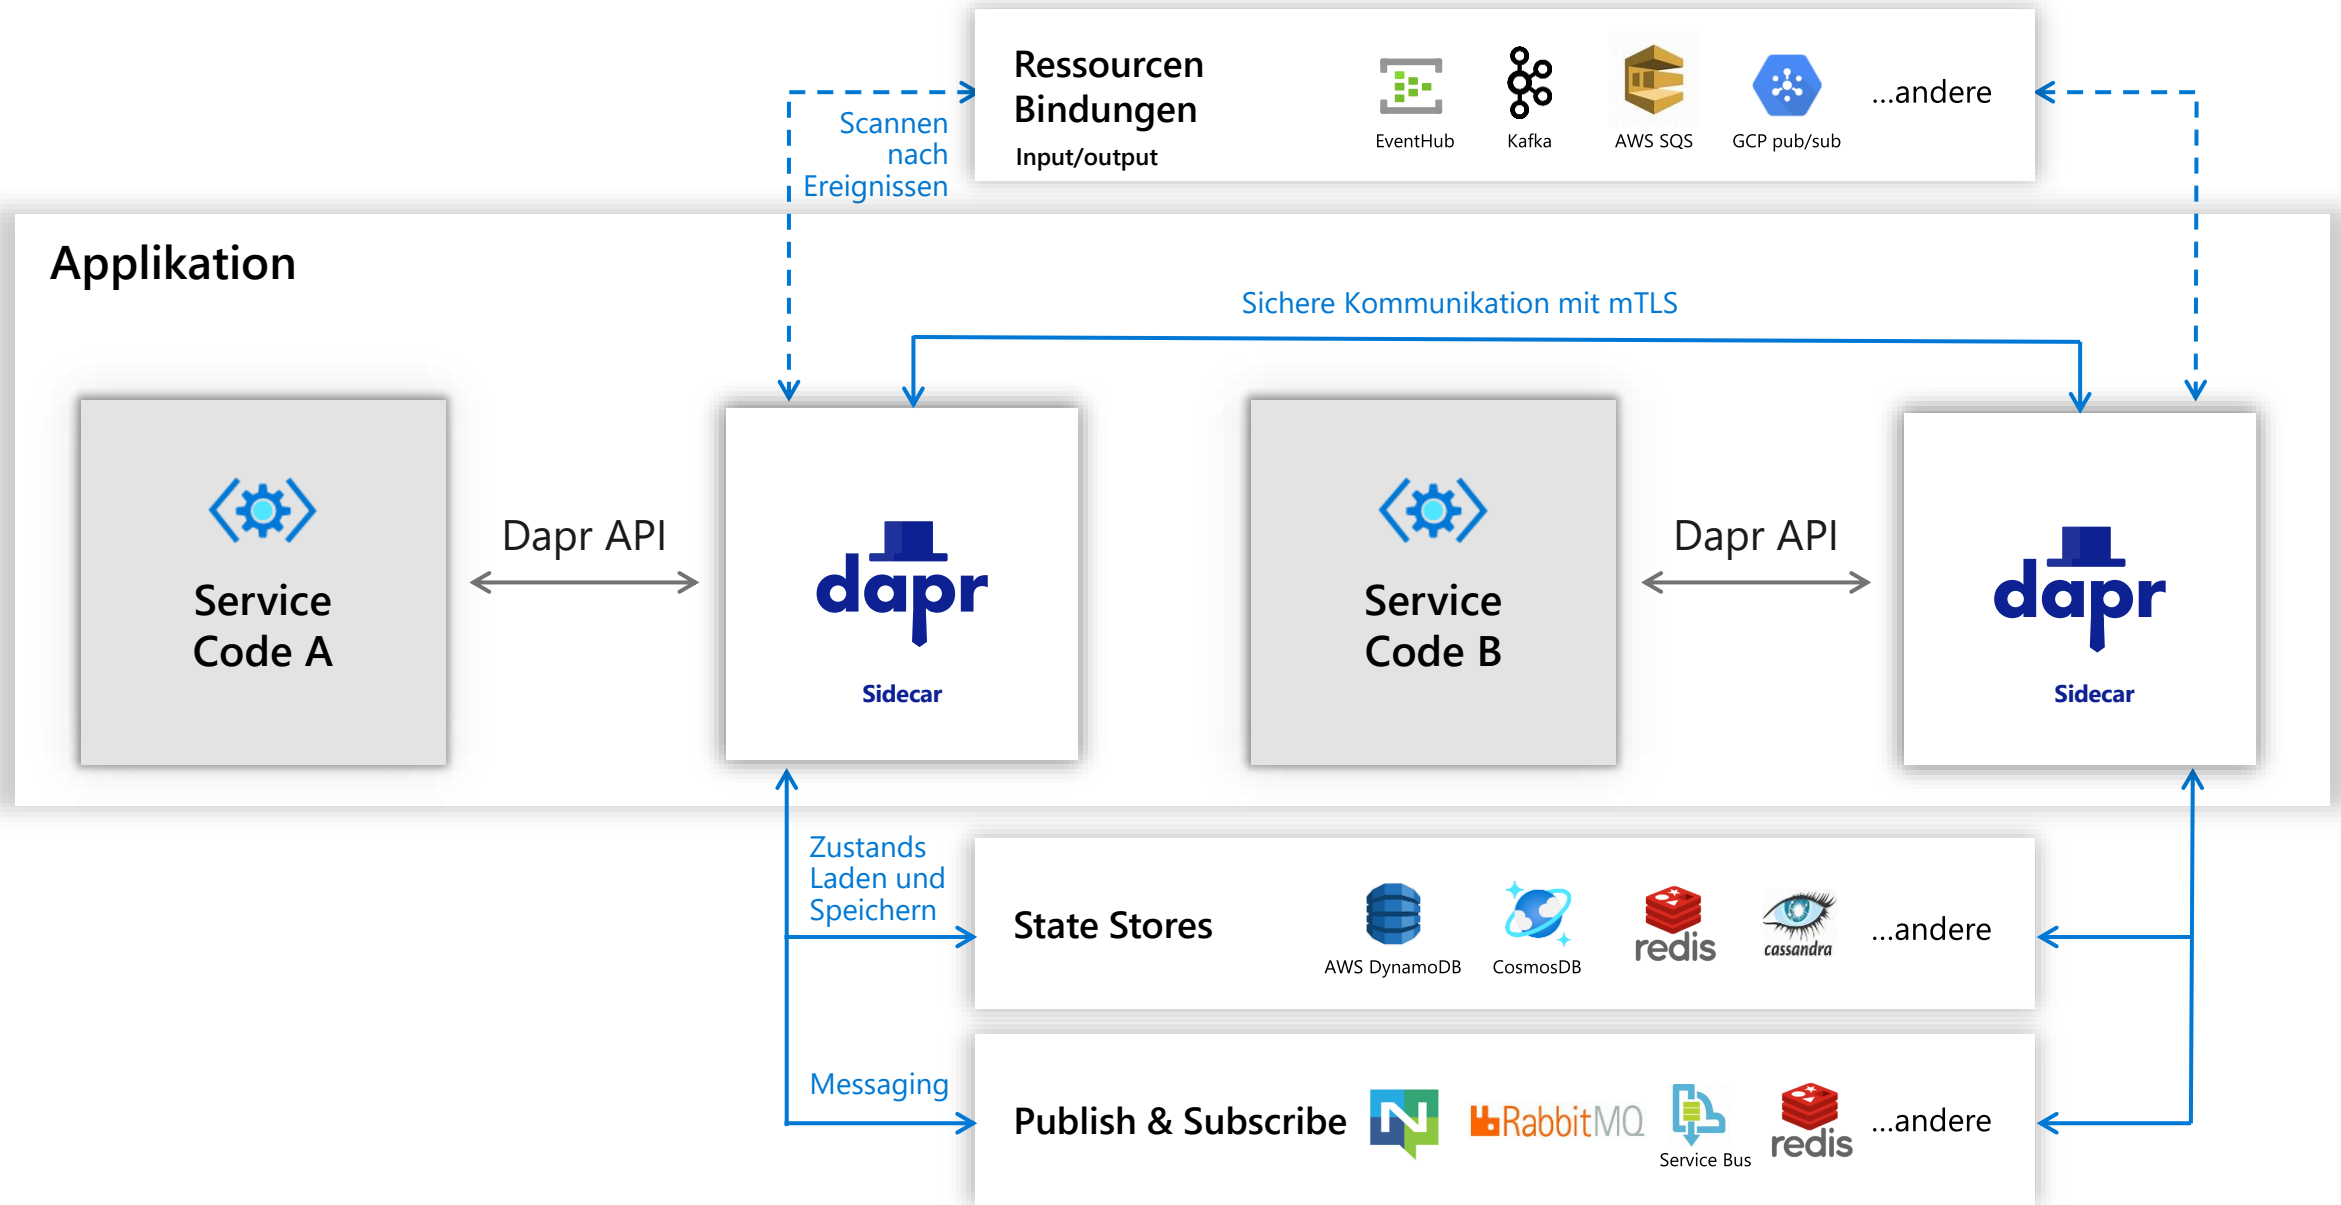 Ressourcen
Bindungen
Input/output
EventHub
Kafka
AWS SQS
GCP pub/sub
...andere
Scannen
nach
Ereignissen
Applikation
Sichere Kommunikation mit mTLS
Service
Code A
Dapr API
dapr
Sidecar
Service
Code B
Dapr API
dapr
Sidecar
Zustands
Laden und
Speichern
State Stores
AWS DynamoDB
CosmosDB
redis
cassandra
...andere
Messaging
Publish & Subscribe
N
RabbitMQ
Service Bus
redis
...andere